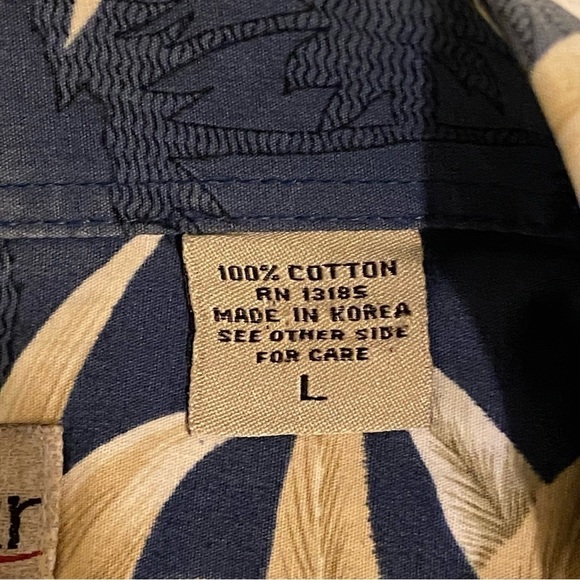 100% COTTON
RN 13185
MADE IN KOREA
SEE OTHER SIDE
FOR CARE
L